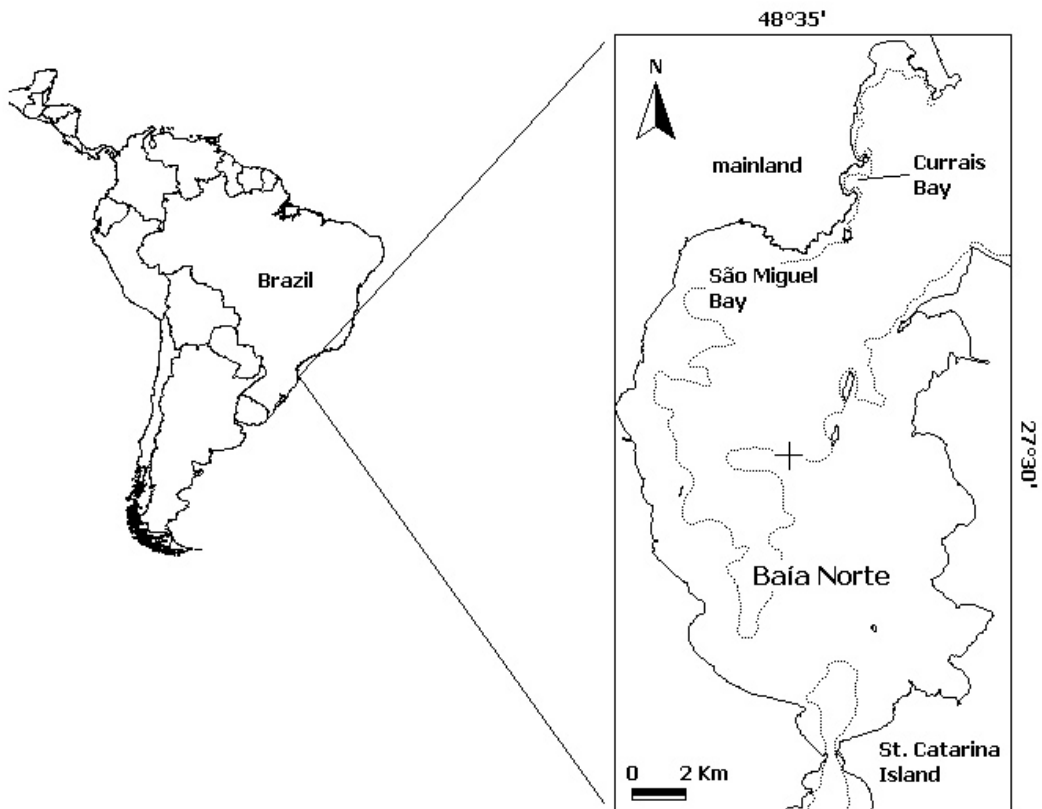 48°35'
N
mainland
Currais
Bay
São Miguel
Bay
Brazil
27°30'
Baía Norte
St. Catarina
Island
0 2 Km